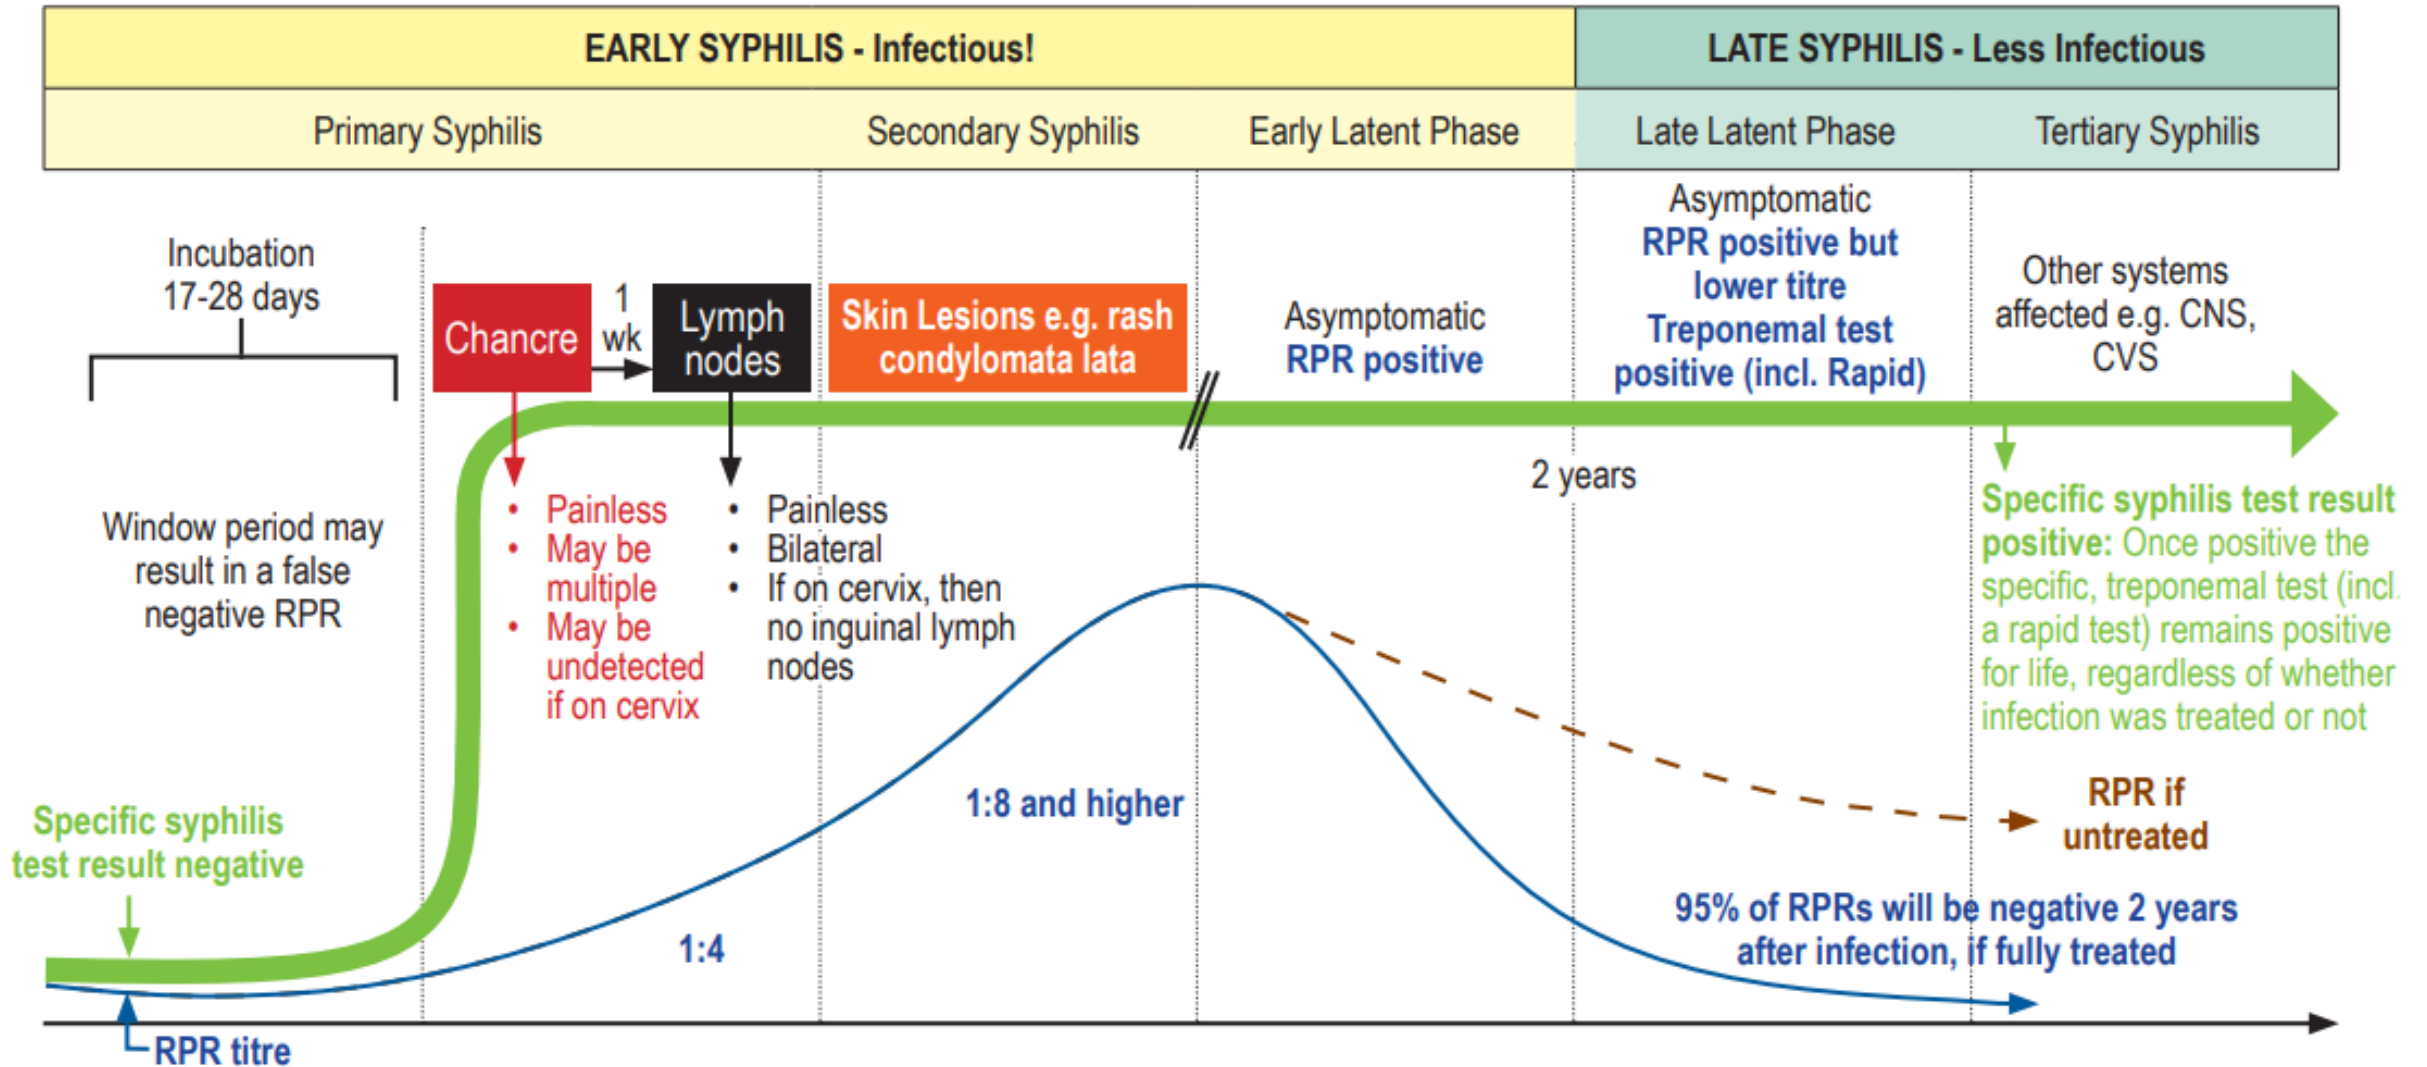 EARLY SYPHILIS - Infectious!
LATE SYPHILIS - Less Infectious
Primary Syphilis
Secondary Syphilis
Early Latent Phase
Late Latent Phase
Tertiary Syphilis
Incubation
17-28 days
Chancre
1
wk
Lymph
nodes
Skin Lesions e.g. rash
condylomata lata
Asymptomatic
RPR positive
Asymptomatic
RPR positive but
lower titre
Treponemal test
positive (incl. Rapid)
Other systems
affected e.g. CNS,
CVS
Window period may
result in a false
negative RPR
• Painless
• May be
multiple
• May be
undetected
if on cervix
• Painless
• Bilateral
• If on cervix, then
no inguinal lymph
nodes
2 years
Specific syphilis test result
positive: Once positive the
specific, treponemal test (incl.
a rapid test) remains positive
for life, regardless of whether
infection was treated or not
Specific syphilis
test result negative
1:4
1:8 and higher
RPR if
untreated
95% of RPRs will be negative 2 years
after infection, if fully treated
RPR titre